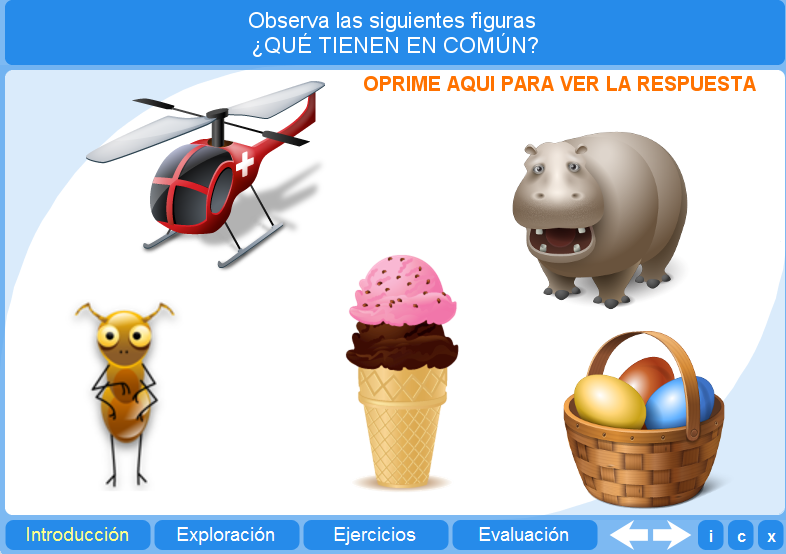 Observa las siguientes figuras
¿QUÉ TIENEN EN COMÚN?
OPRIME AQUI PARA VER LA RESPUESTA
Introducción
Exploración
Ejercicios
Evaluación
i
c
x